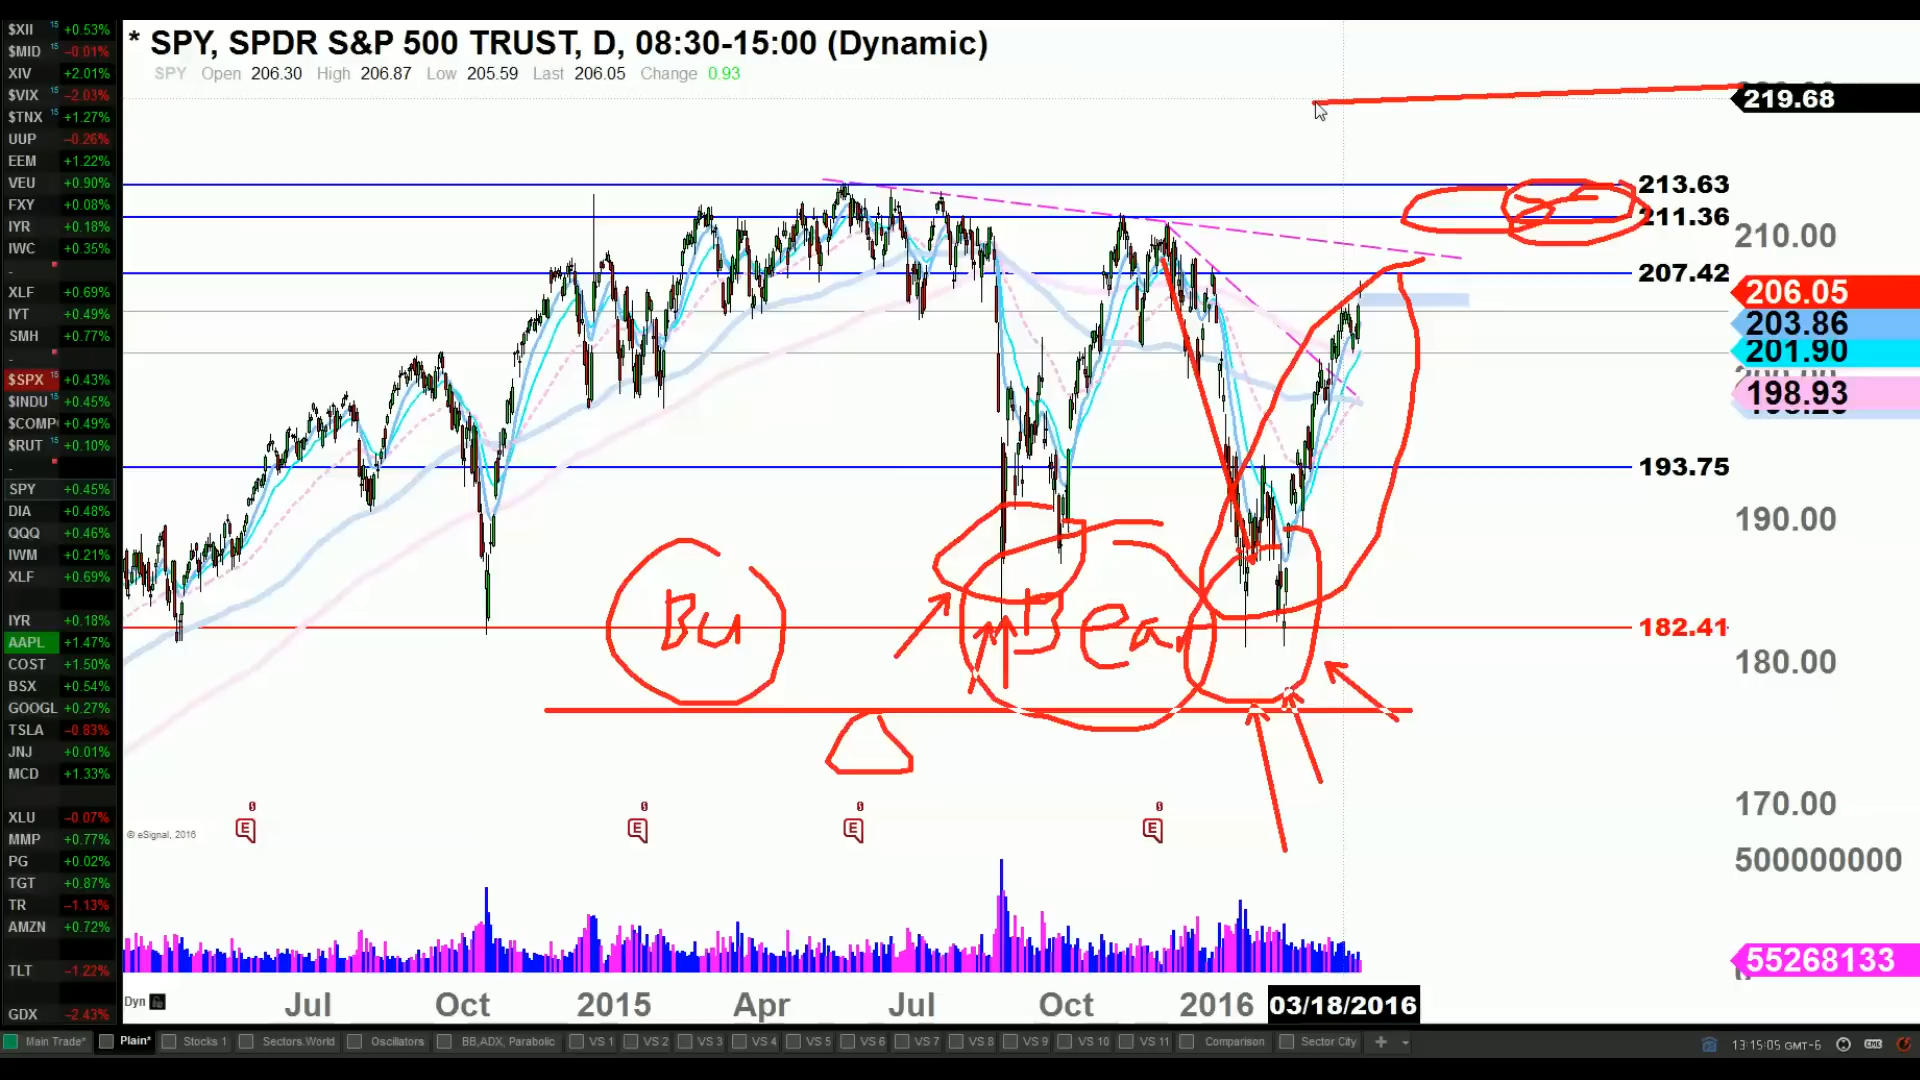 * SPY, SPDR S&P 500 TRUST, D, 08:30-15:00 (Dynamic)
SPY Open 206.30 High 206.87 Low 205.59 Last 206.05 Change 0.93
$XII 15 +0.53%
$MID 15 -0.01%
XIV +2.01%
$VIX 15 -2.03%
$TNX 15 +1.27%
UUP -0.26%
EEM +1.22%
VEU +0.90%
FXY +0.08%
IYR +0.18%
IWC +0.35%
-
XLF +0.69%
IYT +0.49%
SMH +0.77%
-
$SPX 15 +0.43%
$INDU 15 +0.45%
$COMP +0.49%
$RUT 15 +0.10%
-
SPY +0.45%
DIA +0.48%
QQQ +0.46%
IWM +0.21%
XLF +0.69%
IYR +0.18%
AAPL +1.47%
COST +1.50%
BSX +0.54%
GOOGL +0.27%
TSLA -0.83%
JNJ +0.01%
MCD +1.33%
XLU -0.07%
MMP +0.77%
PG +0.02%
TGT +0.87%
TR -1.13%
AMZN +0.72%
TLT -1.22%
GDX -2.43%
219.68
213.63
211.36
210.00
207.42
206.05
203.86
201.90
198.93
193.75
190.00
182.41
180.00
170.00
500000000
55268133
Bu
Bear
E
E
E
E
© eSignal, 2016
Dyn
Jul Oct 2015 Apr Jul Oct 2016 03/18/2016
Main Trade* Plain* Stocks 1 Sectors.World Oscillators BB,ADX, Parabolic VS 1 VS 2 VS 3 VS 4 VS 5 VS 6 VS 7 VS 8 VS 9 VS 10 VS 11 Comparison Sector City + 13:15:05 GMT-6